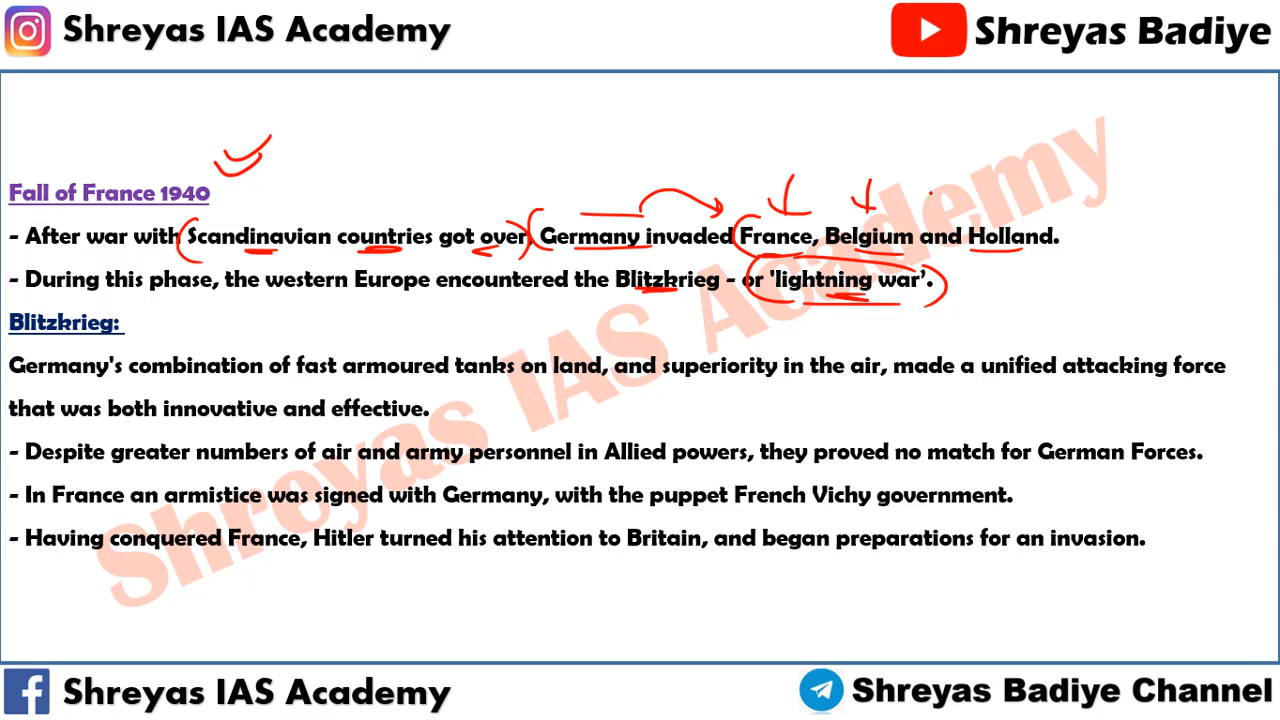 Shreyas IAS Academy
Shreyas Badiye
Fall of France 1940
- After war with Scandinavian countries got over, Germany invaded France, Belgium and Holland.
- During this phase, the western Europe encountered the Blitzkrieg - or 'lightning war’.
Blitzkrieg:
Germany's combination of fast armoured tanks on land, and superiority in the air, made a unified attacking force
that was both innovative and effective.
- Despite greater numbers of air and army personnel in Allied powers, they proved no match for German Forces.
- In France an armistice was signed with Germany, with the puppet French Vichy government.
- Having conquered France, Hitler turned his attention to Britain, and began preparations for an invasion.
Shreyas IAS Academy
Shreyas IAS Academy
Shreyas Badiye Channel